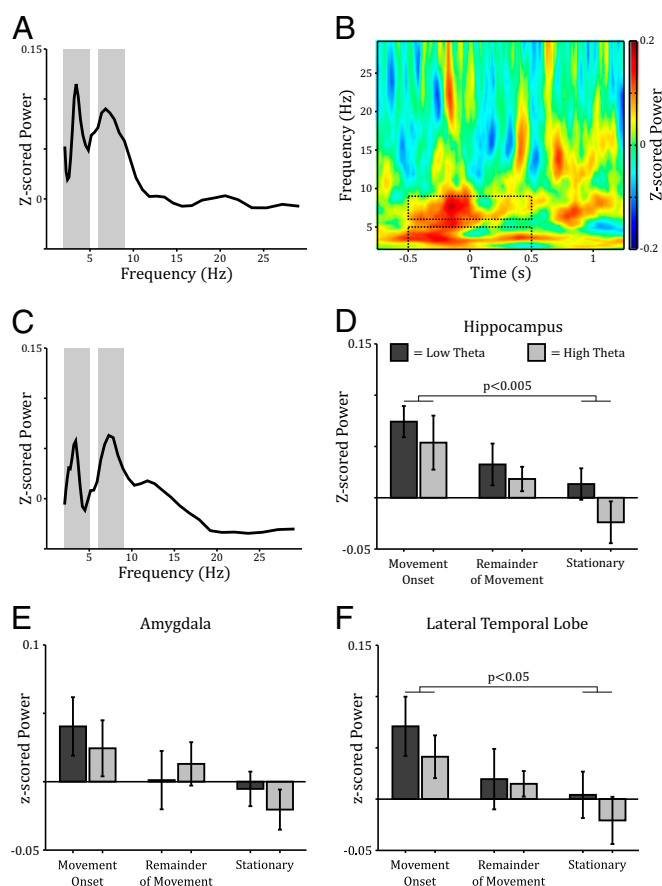 A
0.15
0
Z-scored Power
5 10 15 20 25
Frequency (Hz)
B
25
20
15
10
5
Frequency (Hz)
-0.5 0 0.5 1
Time (s)
0.2
0
-0.2
Z-scored Power
C
0.15
0
Z-scored Power
5 10 15 20 25
Frequency (Hz)
D
Hippocampus
0.15
= Low Theta = High Theta
p<0.005
Z-scored Power
-0.05
Movement Remainder Stationary
Onset of Movement
E
Amygdala
0.1
z-scored Power
-0.05
Movement Remainder Stationary
Onset of Movement
F
Lateral Temporal Lobe
0.15
p<0.05
z-scored Power
-0.05
Movement Remainder Stationary
Onset of Movement